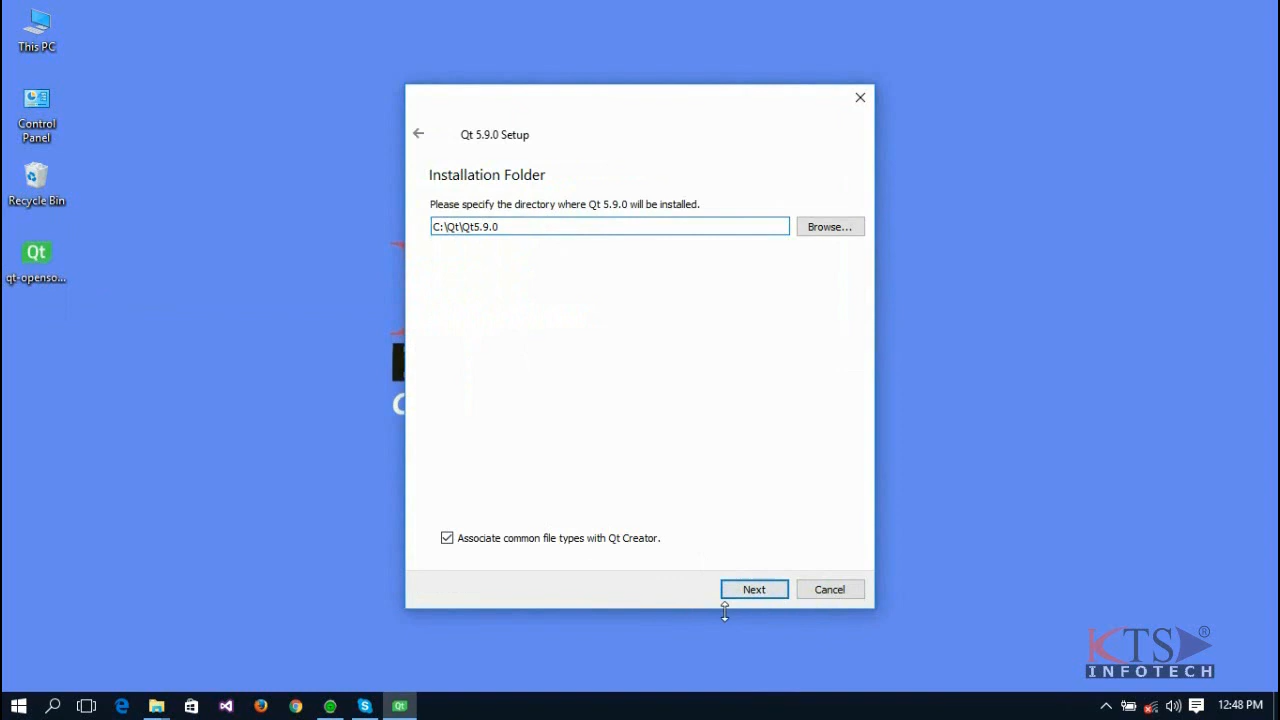 This PC
Control
Panel
Recycle Bin
Qt
qt-openso...
Qt 5.9.0 Setup
Installation Folder
Please specify the directory where Qt 5.9.0 will be installed.
C:\Qt\Qt5.9.0
Browse...
Associate common file types with Qt Creator.
Next
Cancel
KTS®
INFOTECH
Qt
12:48 PM